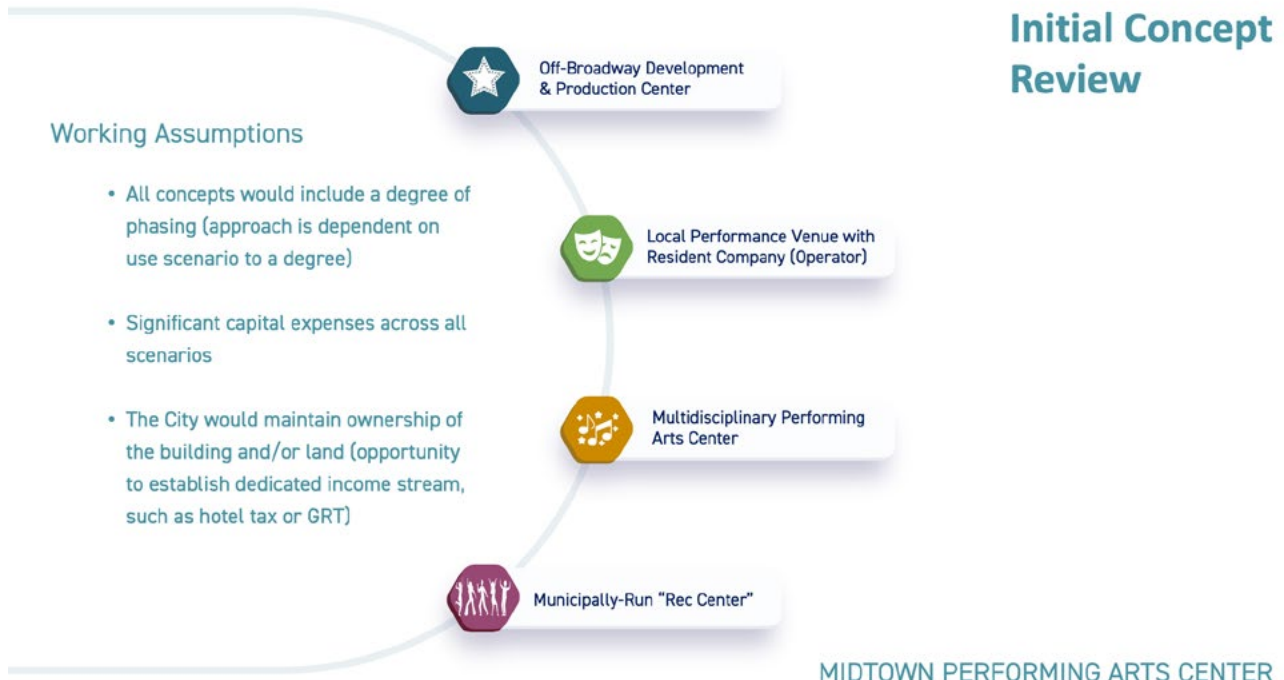 Initial Concept
Review
Working Assumptions
• All concepts would include a degree of
phasing (approach is dependent on
use scenario to a degree)
• Significant capital expenses across all
scenarios
• The City would maintain ownership of
the building and/or land (opportunity
to establish dedicated income stream,
such as hotel tax or GRT)
Off-Broadway Development
& Production Center
Local Performance Venue with
Resident Company (Operator)
Multidisciplinary Performing
Arts Center
Municipally-Run “Rec Center”
MIDTOWN PERFORMING ARTS CENTER